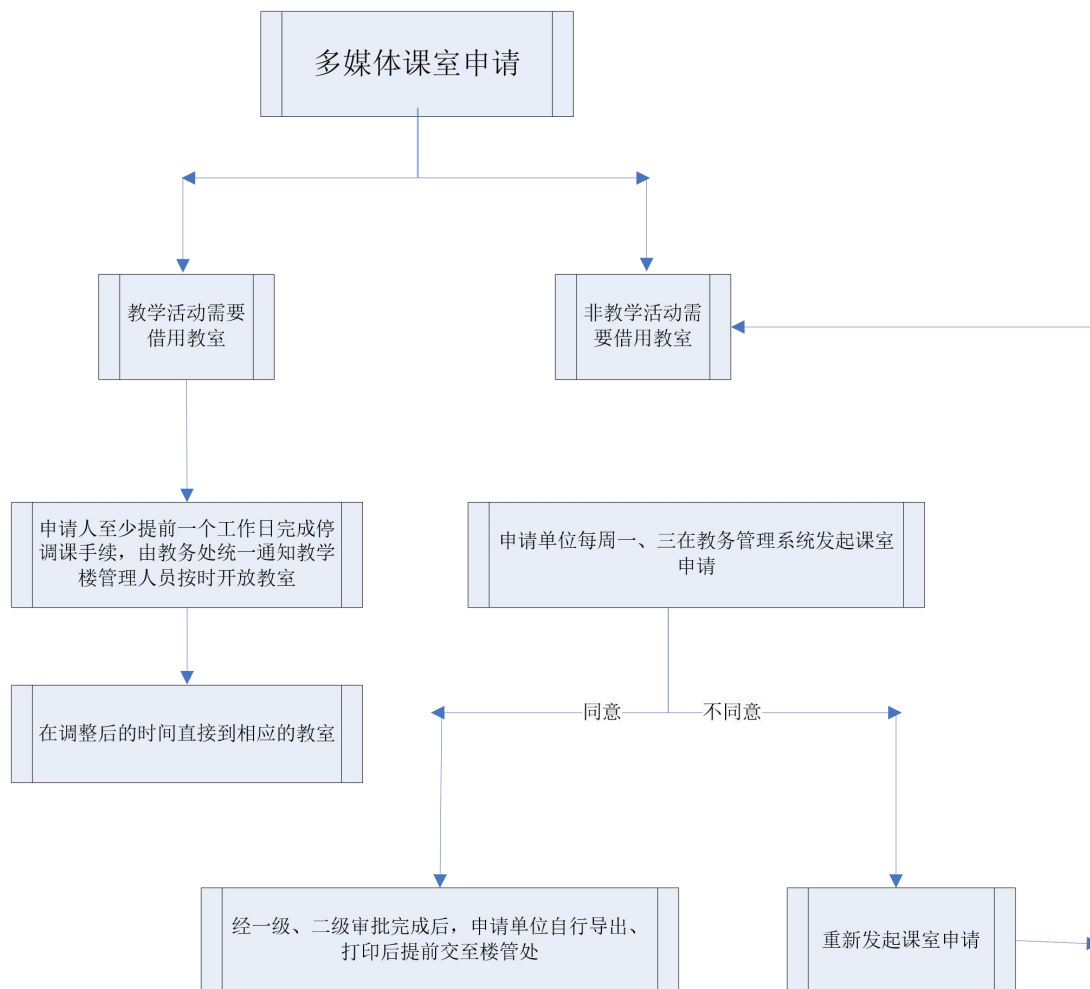 多媒体课室申请
教学活动需要
借用教室
非教学活动需
要借用教室
申请人至少提前一个工作日完成停
调课手续，由教务处统一通知教学
楼管理人员按时开放教室
申请单位每周一、三在教务管理系统发起课室
申请
在调整后的时间直接到相应的教室
同意
不同意
经一级、二级审批完成后，申请单位自行导出、
打印后提前交至楼管处
重新发起课室申请